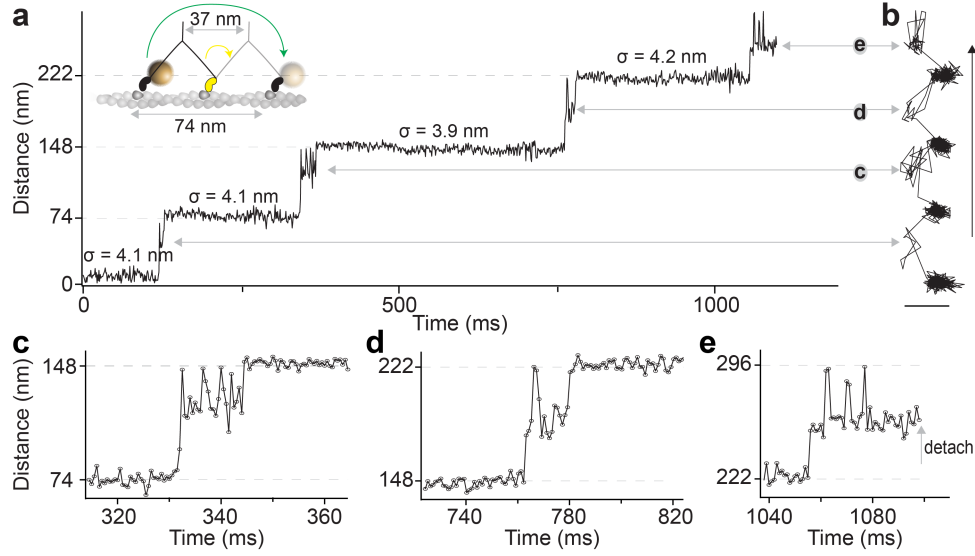 a
b
37 nm
74 nm
Distance (nm)
222
148
74
0
σ = 4.1 nm
σ = 4.1 nm
σ = 3.9 nm
σ = 4.2 nm
e
d
c
0
500
1000
Time (ms)
c
Distance (nm)
148
74
320
340
360
Time (ms)
d
222
148
740
780
820
Time (ms)
e
296
222
detach
1040
1080
Time (ms)